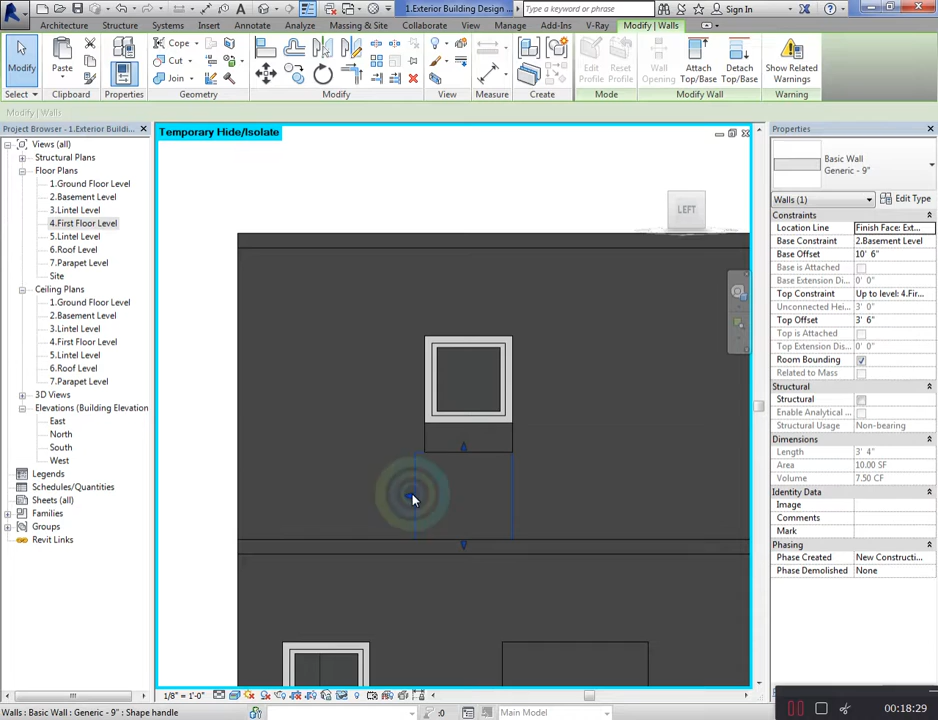 1.Exterior Building Design ...
Type a keyword or phrase
Sign In
Architecture Structure Systems Insert Annotate Analyze Massing & Site Collaborate View Manage Add-Ins V-Ray Modify | Walls
Modify Paste Cope Cut Join Properties Edit Profile Reset Profile Wall Opening Attach Top/Base Detach Top/Base Show Related Warnings
Select Clipboard Geometry Modify View Measure Create Mode Modify Wall Warning
Modify | Walls
Project Browser - 1.Exterior Buildi...
Views (all)
Structural Plans
Floor Plans
1.Ground Floor Level
2.Basement Level
3.Lintel Level
4.First Floor Level
5.Lintel Level
6.Roof Level
7.Parapet Level
Site
Ceiling Plans
1.Ground Floor Level
2.Basement Level
3.Lintel Level
4.First Floor Level
5.Lintel Level
6.Roof Level
7.Parapet Level
3D Views
Elevations (Building Elevation
East
North
South
West
Legends
Schedules/Quantities
Sheets (all)
Families
Groups
Revit Links
Temporary Hide/Isolate
LEFT
Properties
Basic Wall
Generic - 9"
Walls (1) Edit Type
Constraints
Location Line Finish Face: Ext...
Base Constraint 2.Basement Level
Base Offset 10' 6"
Base is Attached
Base Extension Di... 0' 0"
Top Constraint Up to level: 4.Fir...
Unconnected Hei... 3' 0"
Top Offset 3' 6"
Top is Attached
Top Extension Dis... 0' 0"
Room Bounding
Related to Mass
Structural
Structural
Enable Analytical ...
Structural Usage Non-bearing
Dimensions
Length 3' 4"
Area 10.00 SF
Volume 7.50 CF
Identity Data
Image
Comments
Mark
Phasing
Phase Created New Constructi...
Phase Demolished None
1/8" = 1'-0"
Walls : Basic Wall : Generic - 9" : Shape handle
:0
Main Model
00:18:29